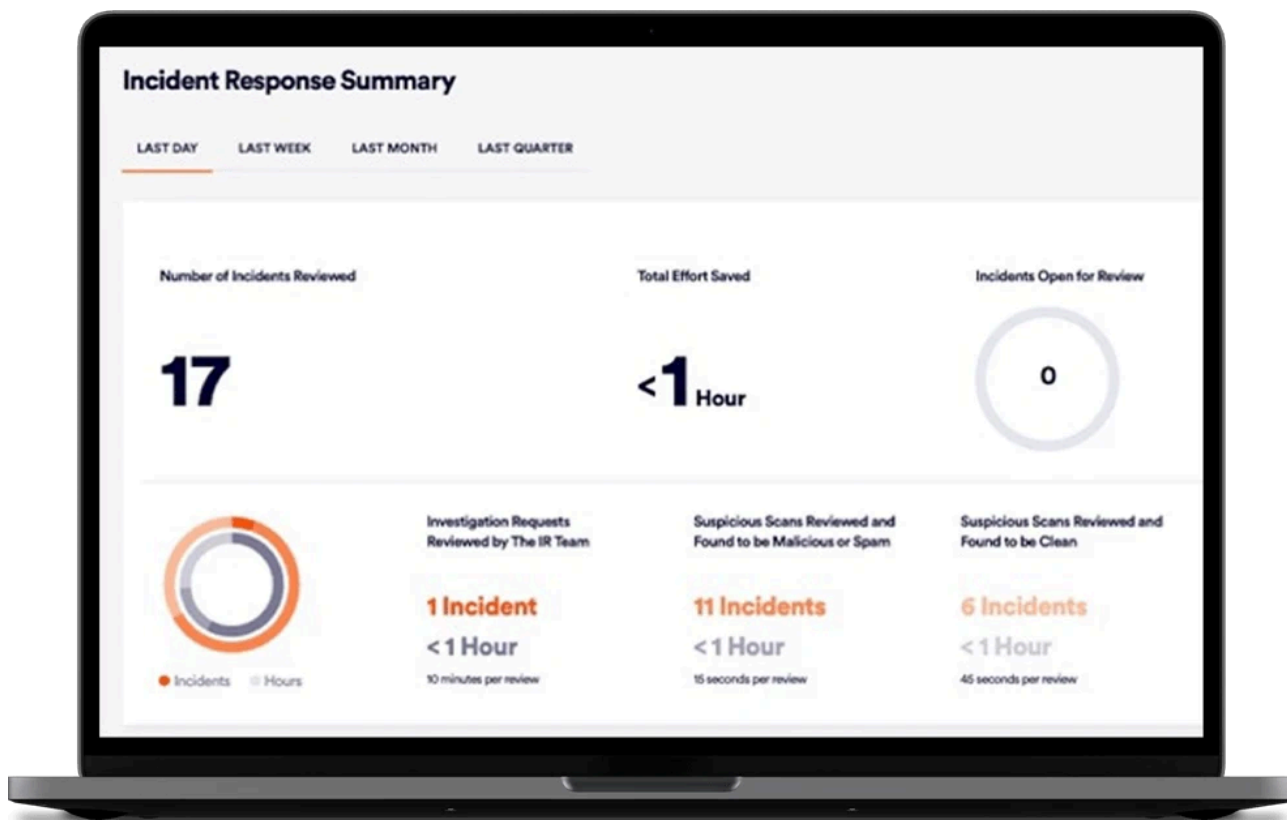 Incident Response Summary
LAST DAY LAST WEEK LAST MONTH LAST QUARTER
Number of Incidents Reviewed
17
Total Effort Saved
<1 Hour
Incidents Open for Review
0
Incidents Hours
Investigation Requests
Reviewed by The IR Team
1 Incident
< 1 Hour
10 minutes per review
Suspicious Scans Reviewed and
Found to be Malicious or Spam
11 Incidents
< 1 Hour
15 seconds per review
Suspicious Scans Reviewed and
Found to be Clean
6 Incidents
< 1 Hour
45 seconds per review